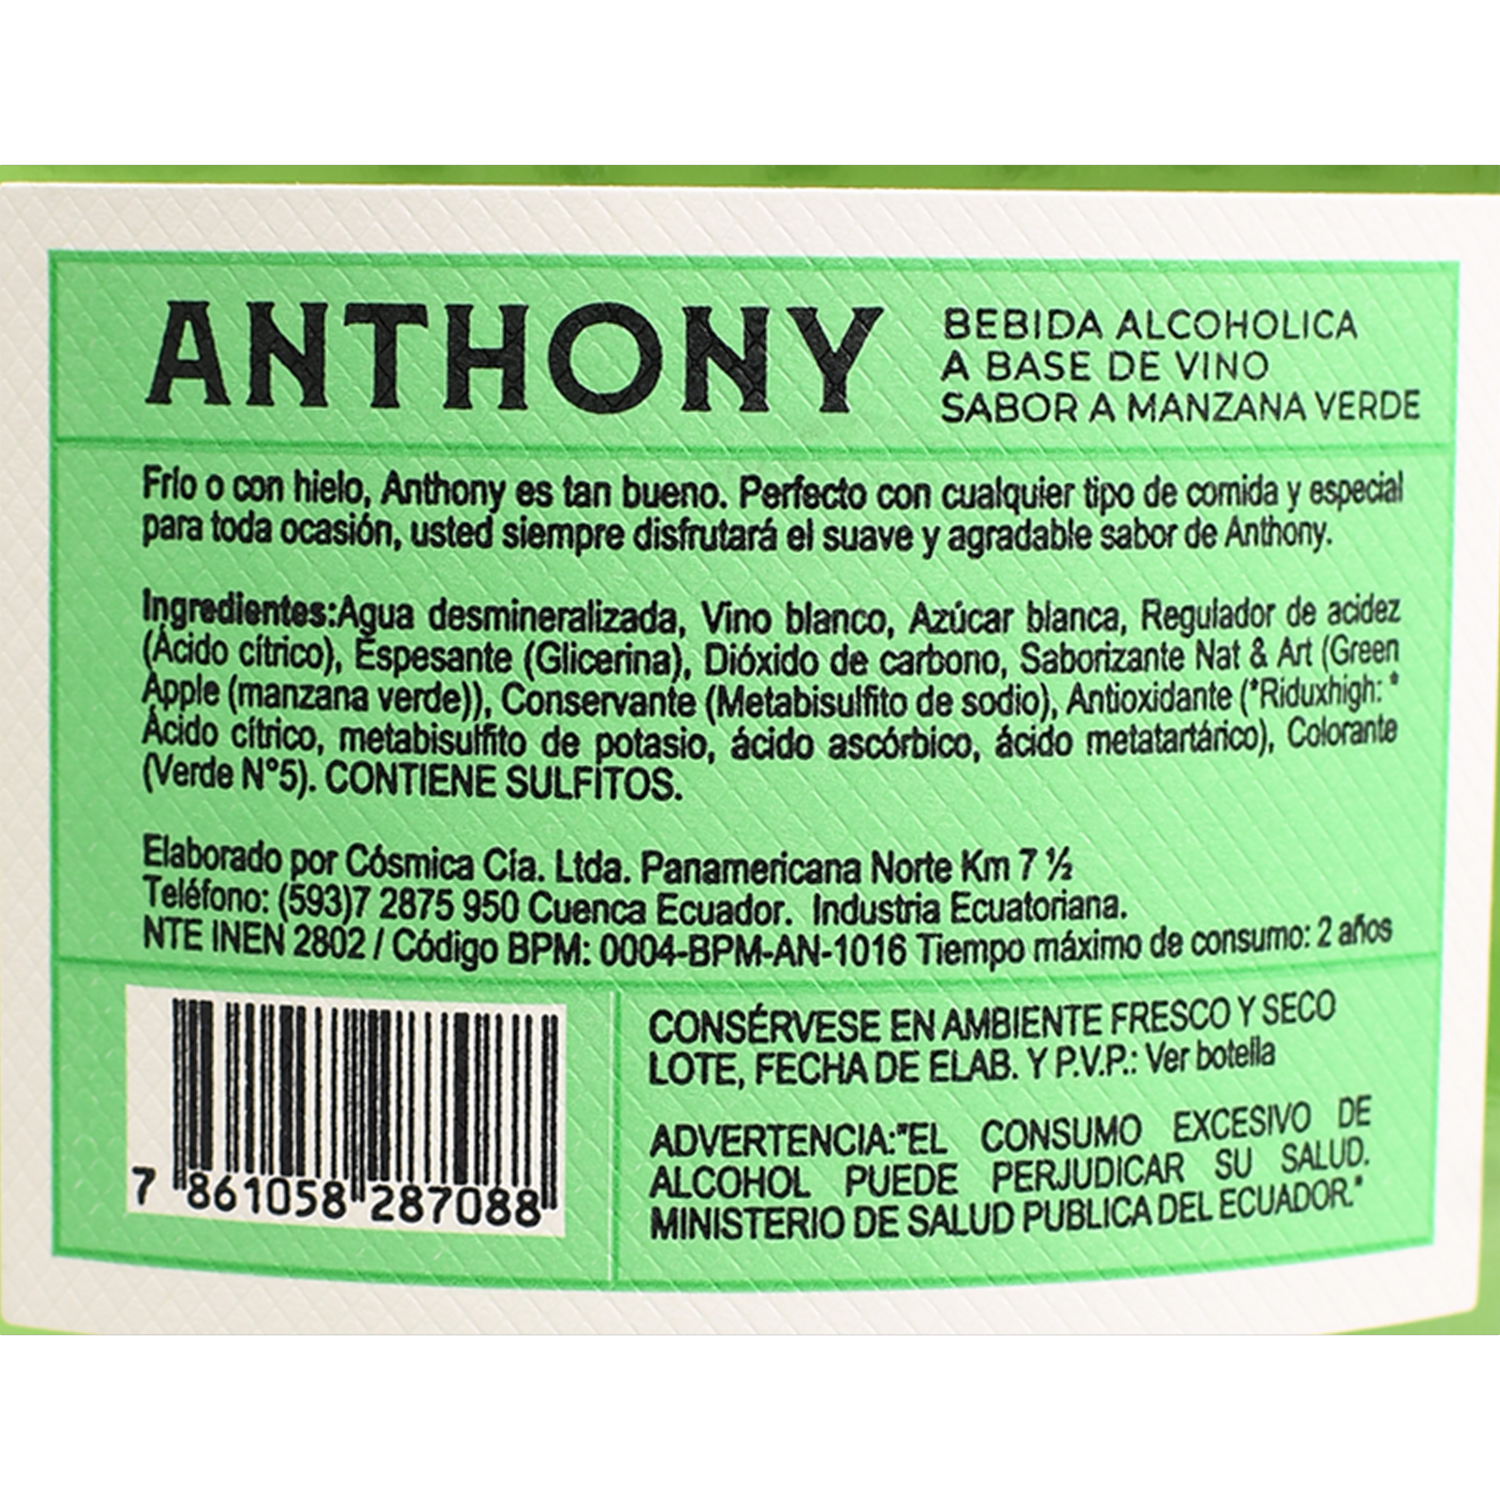 ANTHONY
BEBIDA ALCOHOLICA
A BASE DE VINO
SABOR A MANZANA VERDE
Frío o con hielo, Anthony es tan bueno. Perfecto con cualquier tipo de comida y especial
para toda ocasión, usted siempre disfrutará el suave y agradable sabor de Anthony.
Ingredientes:Agua desmineralizada, Vino blanco, Azúcar blanca, Regulador de acidez
(Ácido cítrico), Espesante (Glicerina), Dióxido de carbono, Saborizante Nat & Art (Green
Apple (manzana verde)), Conservante (Metabisulfito de sodio), Antioxidante (*Riduxhigh: *
Ácido cítrico, metabisulfito de potasio, ácido ascórbico, ácido metatartárico), Colorante
(Verde N°5). CONTIENE SULFITOS.
Elaborado por Cósmica Cía. Ltda. Panamericana Norte Km 7 ½
Teléfono: (593)7 2875 950 Cuenca Ecuador. Industria Ecuatoriana.
NTE INEN 2802 / Código BPM: 0004-BPM-AN-1016 Tiempo máximo de consumo: 2 años
7 861058 287088
CONSÉRVESE EN AMBIENTE FRESCO Y SECO
LOTE, FECHA DE ELAB. Y P.V.P.: Ver botella
ADVERTENCIA:"EL CONSUMO EXCESIVO DE
ALCOHOL PUEDE PERJUDICAR SU SALUD.
MINISTERIO DE SALUD PUBLICA DEL ECUADOR."